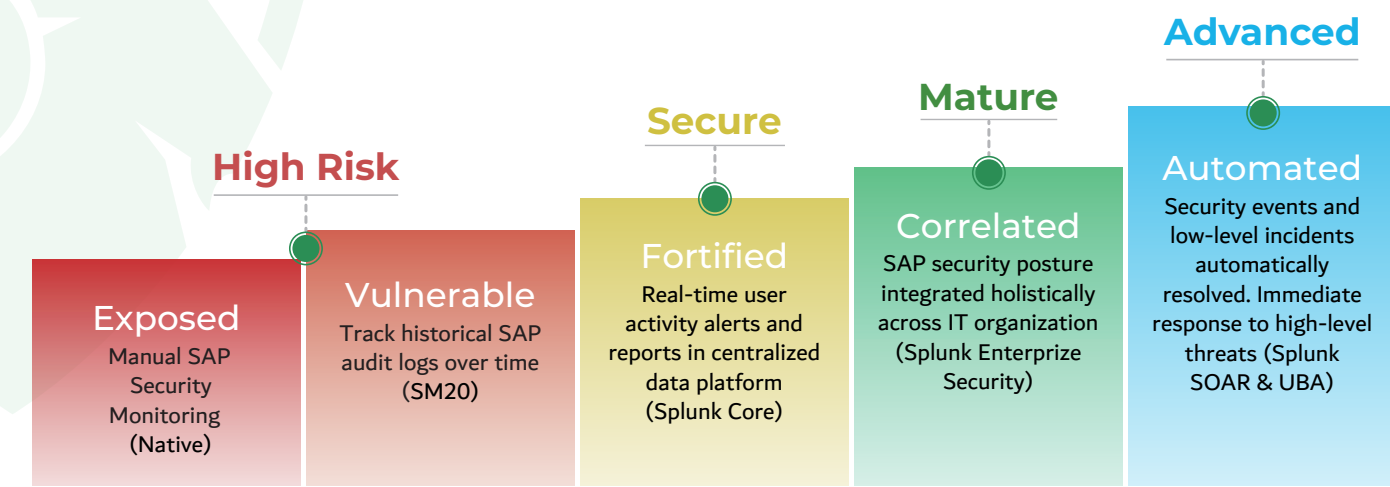 High Risk
Exposed
Manual SAP
Security
Monitoring
(Native)
Vulnerable
Track historical SAP
audit logs over time
(SM20)
Secure
Fortified
Real-time user
activity alerts and
reports in centralized
data platform
(Splunk Core)
Mature
Correlated
SAP security posture
integrated holistically
across IT organization
(Splunk Enterprize
Security)
Advanced
Automated
Security events and
low-level incidents
automatically
resolved. Immediate
response to high-level
threats (Splunk
SOAR & UBA)